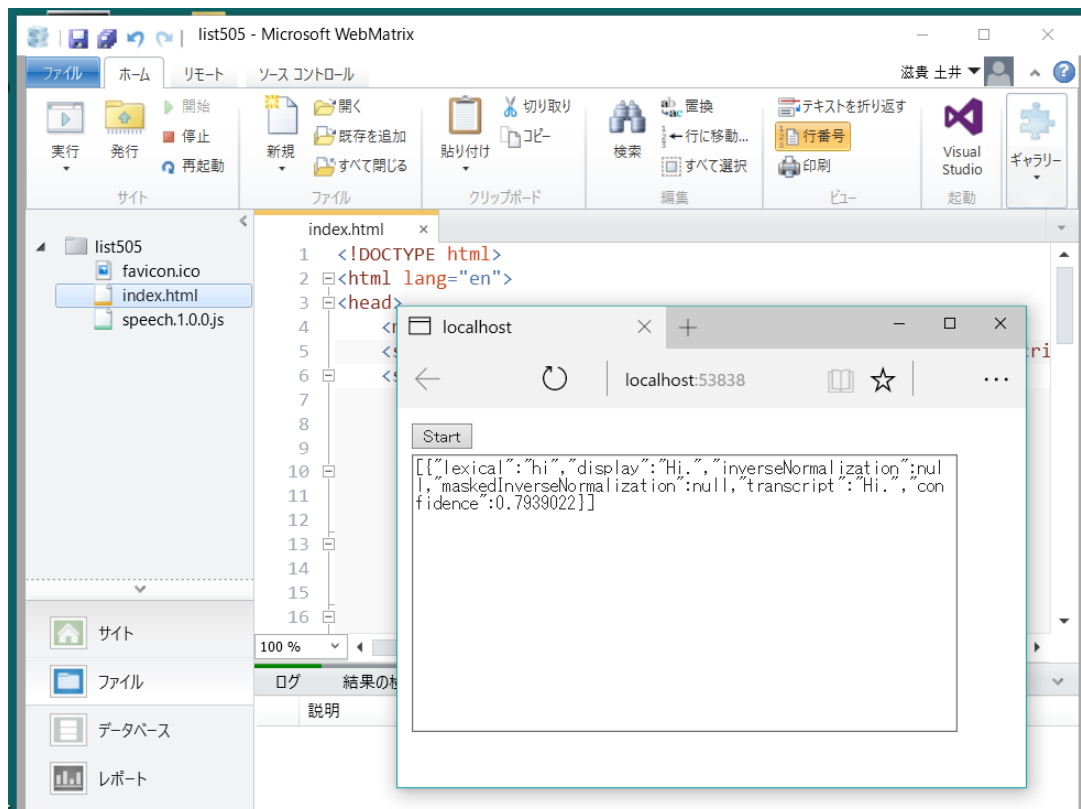 list505 - Microsoft WebMatrix
ファイル ホーム リモート ソース コントロール 滋貴 土井
実行 発行 開始 停止 再起動 サイト
新規 開く 既存を追加 すべて閉じる ファイル
貼り付け 切り取り コピー クリップボード
検索 置換 行に移動... すべて選択 編集
テキストを折り返す 行番号 印刷 ビュー
Visual Studio 起動
ギャラリー
list505
favicon.ico
index.html
speech.1.0.0.js
index.html ×
1 <!DOCTYPE html>
2 <html lang="en">
3 <head>
4
5
6
7
8
9
10
11
12
13
14
15
16
100 %
localhost
localhost:53838
Start
[{"lexical":"hi","display":"Hi.","inverseNormalization":nul
l,"maskedInverseNormalization":null,"transcript":"Hi.","con
fidence":0.7939022}]
サイト
ファイル
データベース
レポート
ログ
説明